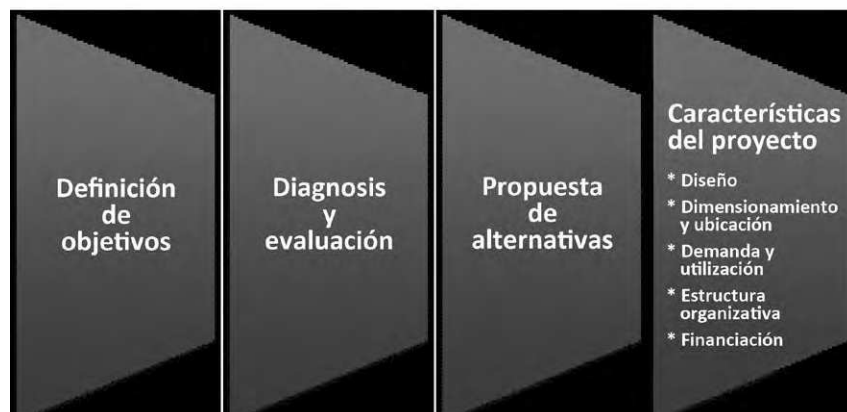 Definición
de
objetivos
Diagnosis
y
evaluación
Propuesta
de
alternativas
Características
del proyecto
* Diseño
* Dimensionamiento
y ubicación
* Demanda y
utilización
* Estructura
organizativa
* Financiación